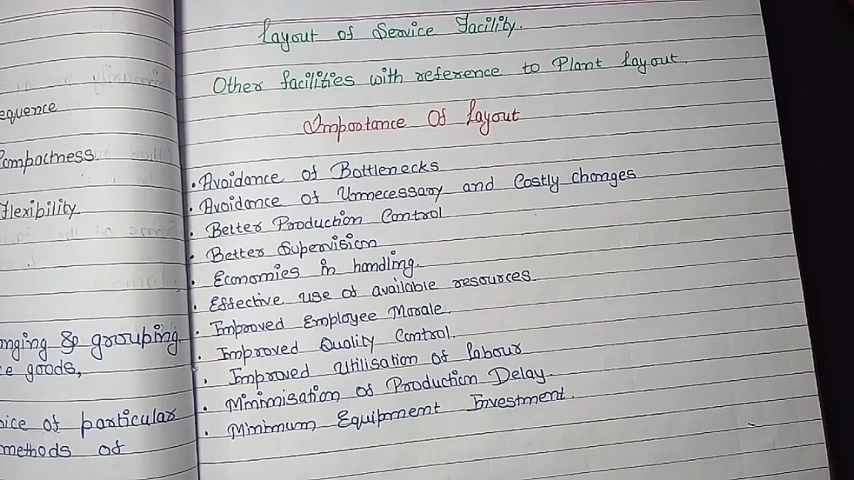 equence
Compactness.
Flexibility.
nging & grouping
e goods,
ice of particular
methods of
Layout of Service Facility.
Other facilities with reference to Plant layout.
Importance Of Layout
• Avoidance of Bottlenecks
• Avoidance of Unnecessary and Costly changes
• Better Production Control
• Better Supervision
• Economies in handling.
• Effective use of available resources
• Improved Employee Morale.
• Improved Quality Control.
• Improved Utilisation of labour
• Minimisation of Production Delay.
• Minimum Equipment Investment.